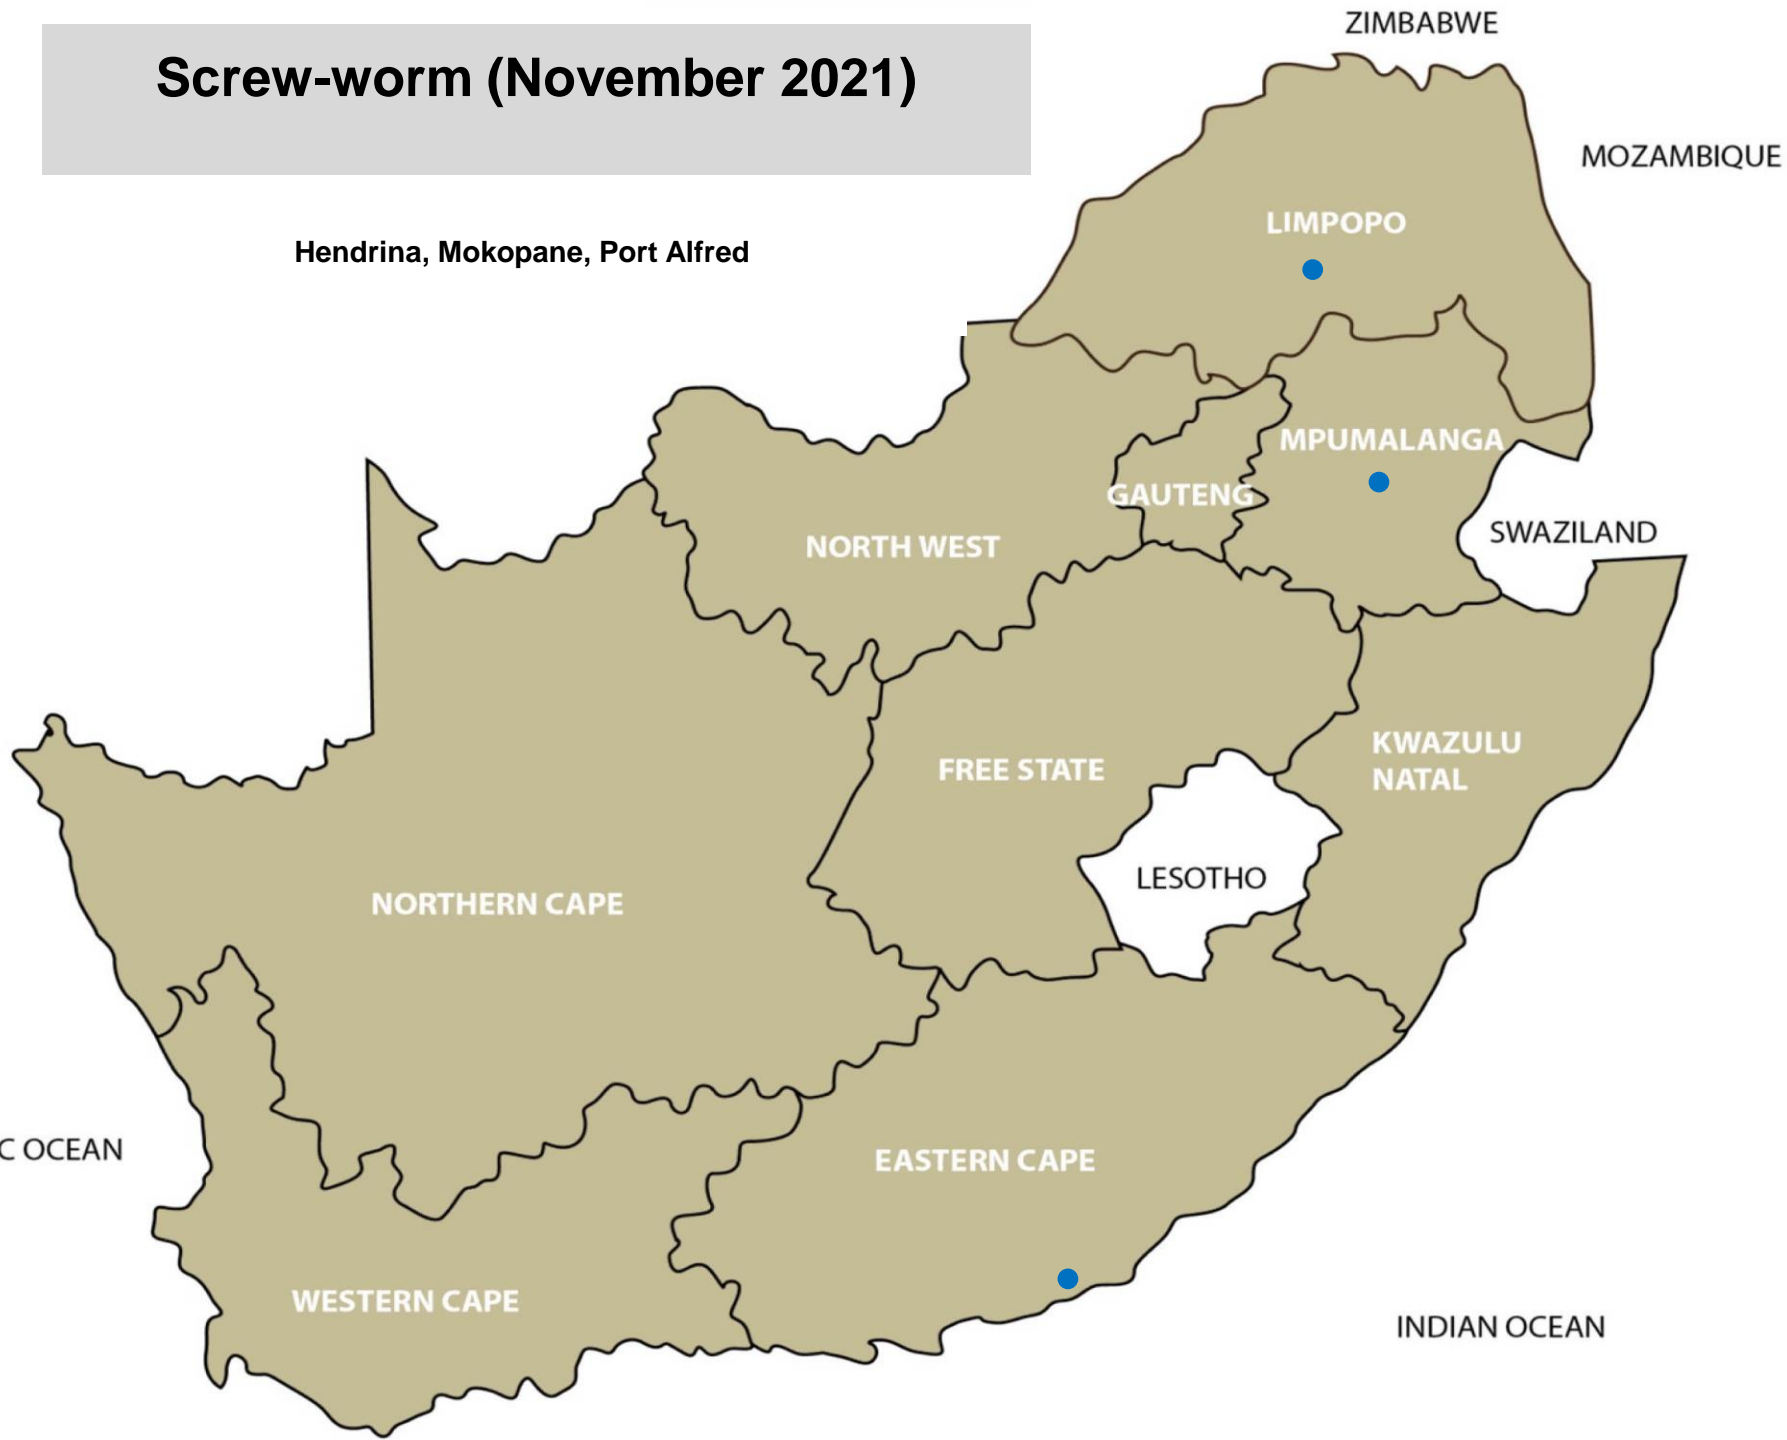 Screw-worm (November 2021)
ZIMBABWE
MOZAMBIQUE
Hendrina, Mokopane, Port Alfred
LIMPOPO
MPUMALANGA
GAUTENG
SWAZILAND
NORTH WEST
KWAZULU
NATAL
FREE STATE
LESOTHO
NORTHERN CAPE
C OCEAN
EASTERN CAPE
WESTERN CAPE
INDIAN OCEAN